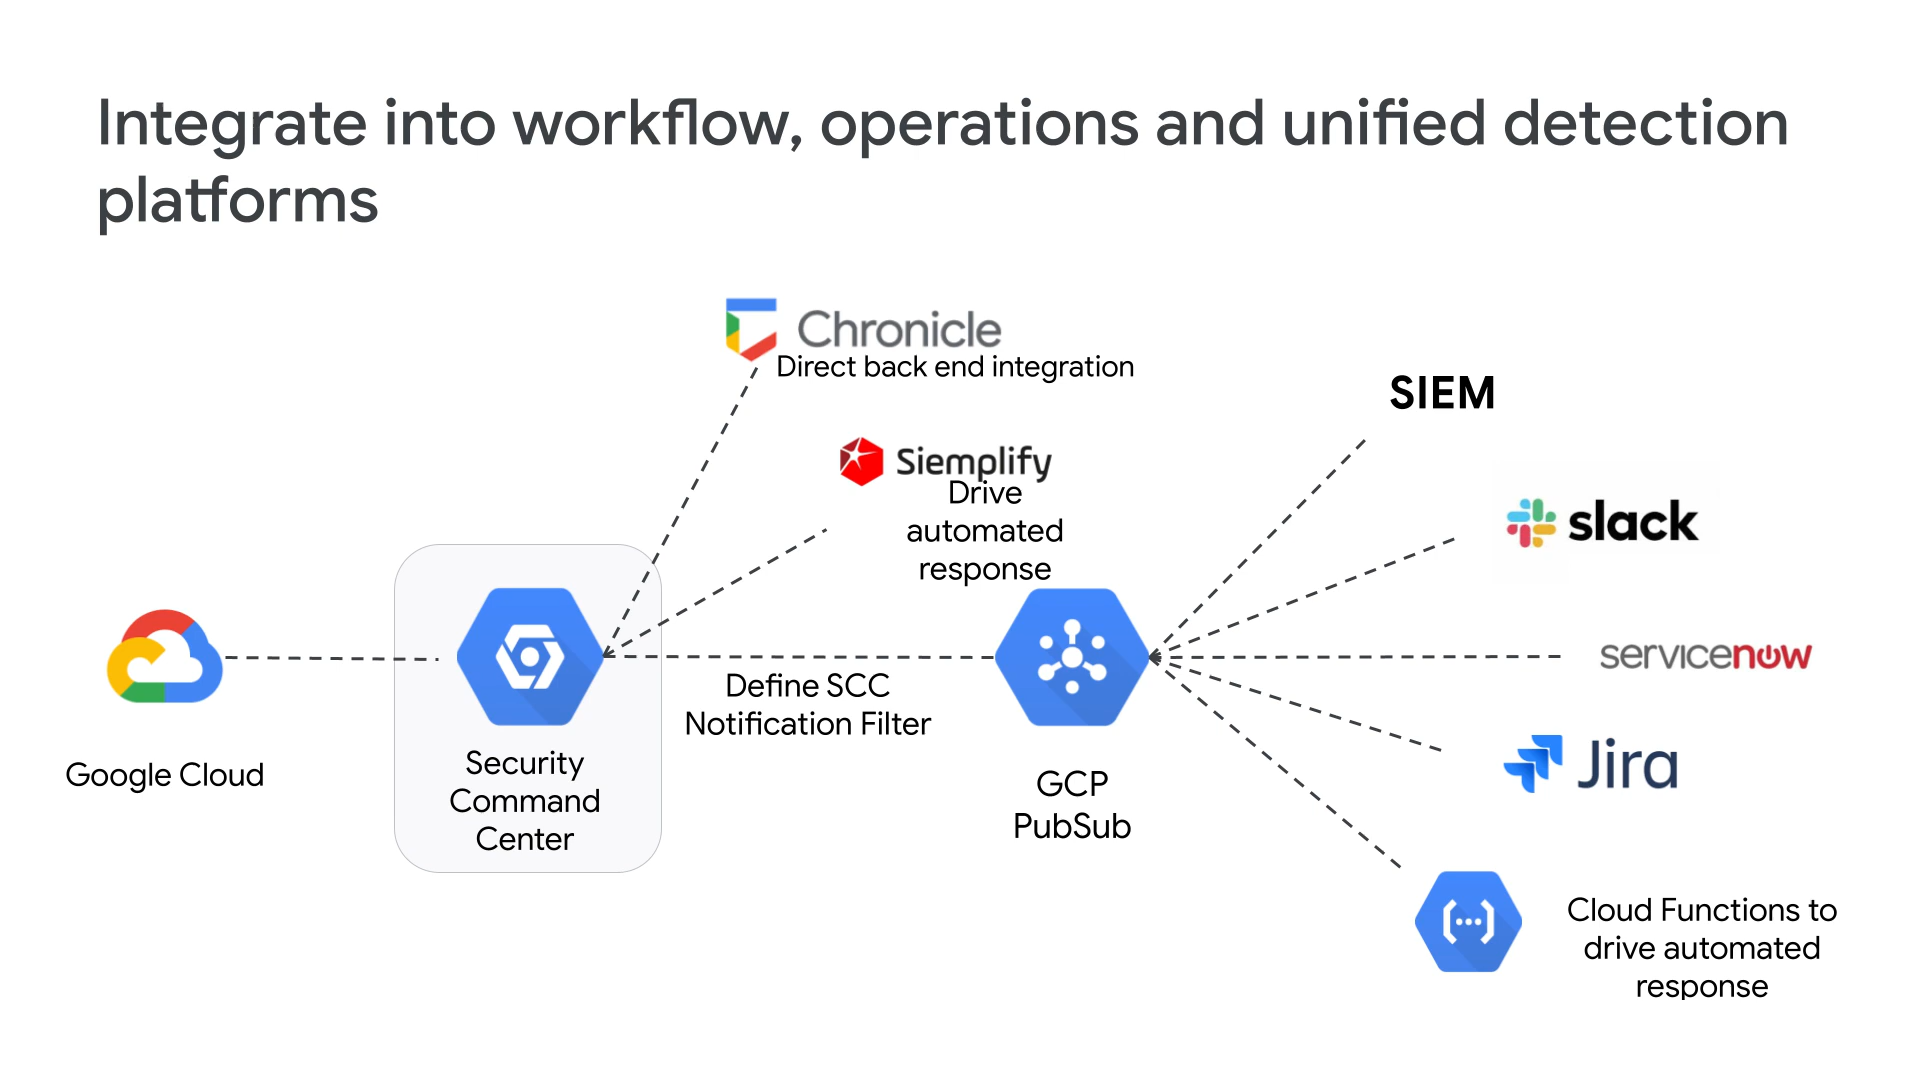 Integrate into workflow, operations and unified detection
platforms
Chronicle
Direct back end integration
Siemplify
Drive
automated
response
SIEM
slack
servicenow
Jira
Google Cloud
Security
Command
Center
Define SCC
Notification Filter
GCP
PubSub
Cloud Functions to
drive automated
response